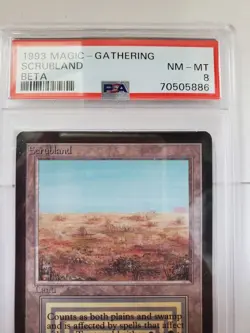 1993 MAGIC-GATHERING
SCRUBLAND NM-MT
BETA 8
PSA 70505886
Scrubland
Land
Counts as both plains and swamp
and is affected by spells that affect